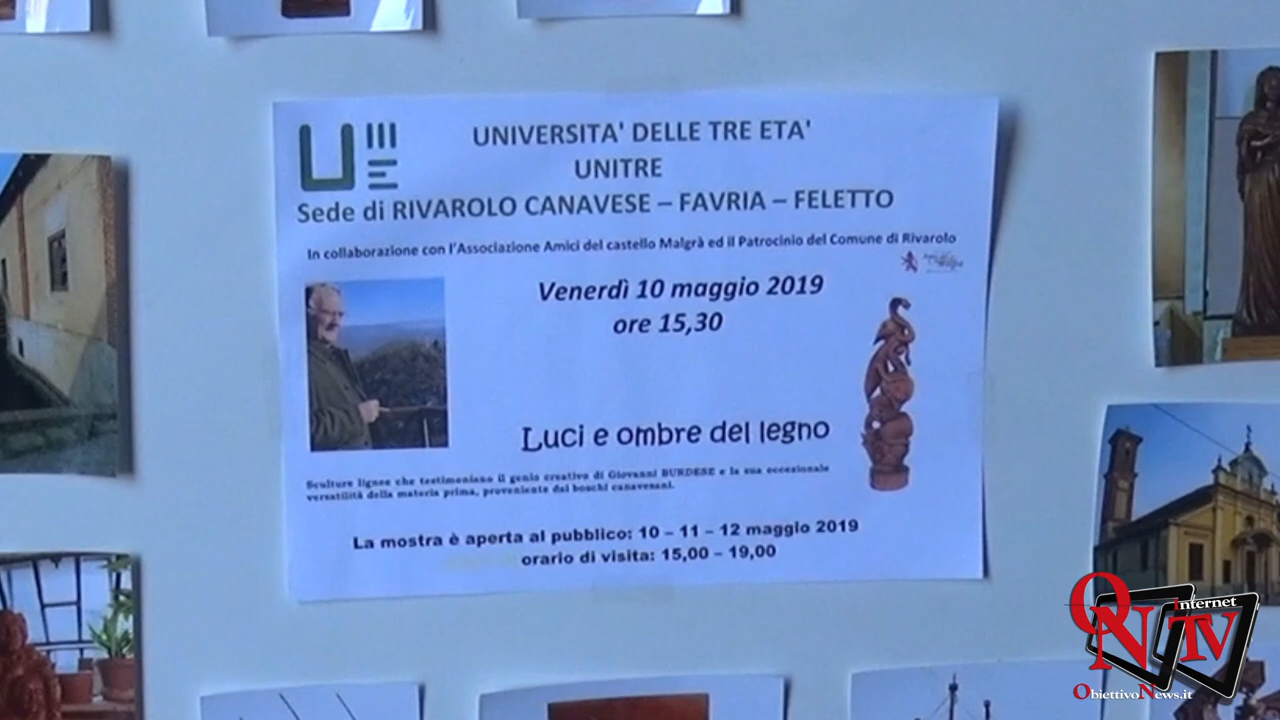 UNIVERSITA' DELLE TRE ETA'
UNITRE
Sede di RIVAROLO CANAVESE – FAVRIA – FELETTO
In collaborazione con l'Associazione Amici del castello Malgrà ed il Patrocinio del Comune di Rivarolo
Venerdì 10 maggio 2019
ore 15,30
Luci e ombre del legno
Sculture lignee che testimoniano il genio creativo di Giovanni BURDESE e la sua eccezionale
versatilità della materia prima, proveniente dai boschi canavesani.
La mostra è aperta al pubblico: 10 – 11 – 12 maggio 2019
orario di visita: 15,00 – 19,00
Internet
ON TV
ObiettivoNews.it